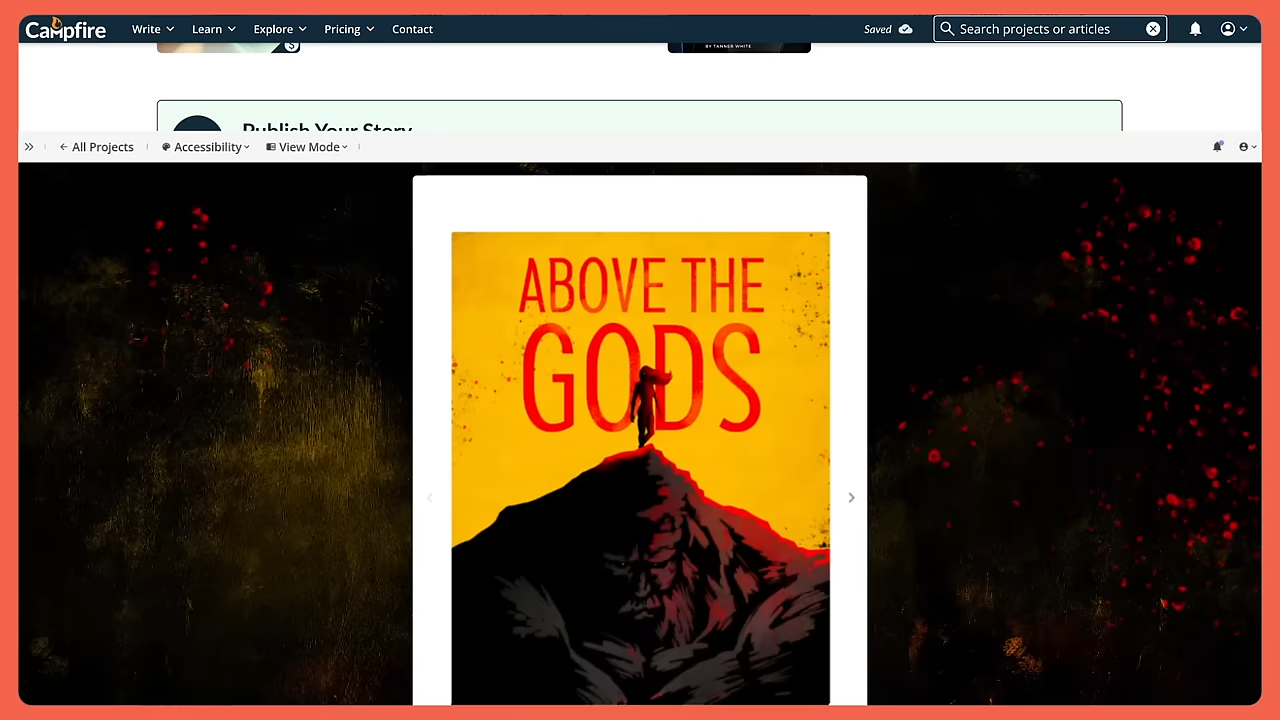 Campfire
Write Learn Explore Pricing Contact Saved Search projects or articles
BY TANNER WHITE
Publish Your Story
All Projects Accessibility View Mode
ABOVE THE
GODS